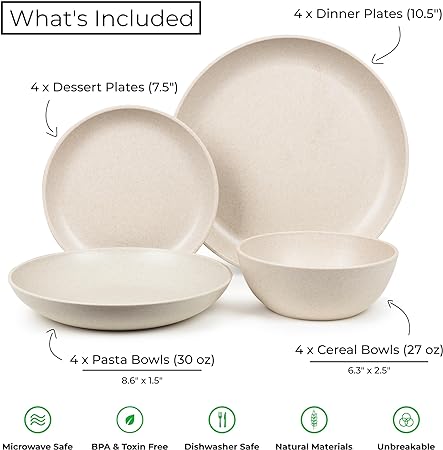 What's Included
4 x Dinner Plates (10.5")
4 x Dessert Plates (7.5")
4 x Pasta Bowls (30 oz)
8.6" x 1.5"
4 x Cereal Bowls (27 oz)
6.3" x 2.5"
Microwave Safe
BPA & Toxin Free
Dishwasher Safe
Natural Materials
Unbreakable